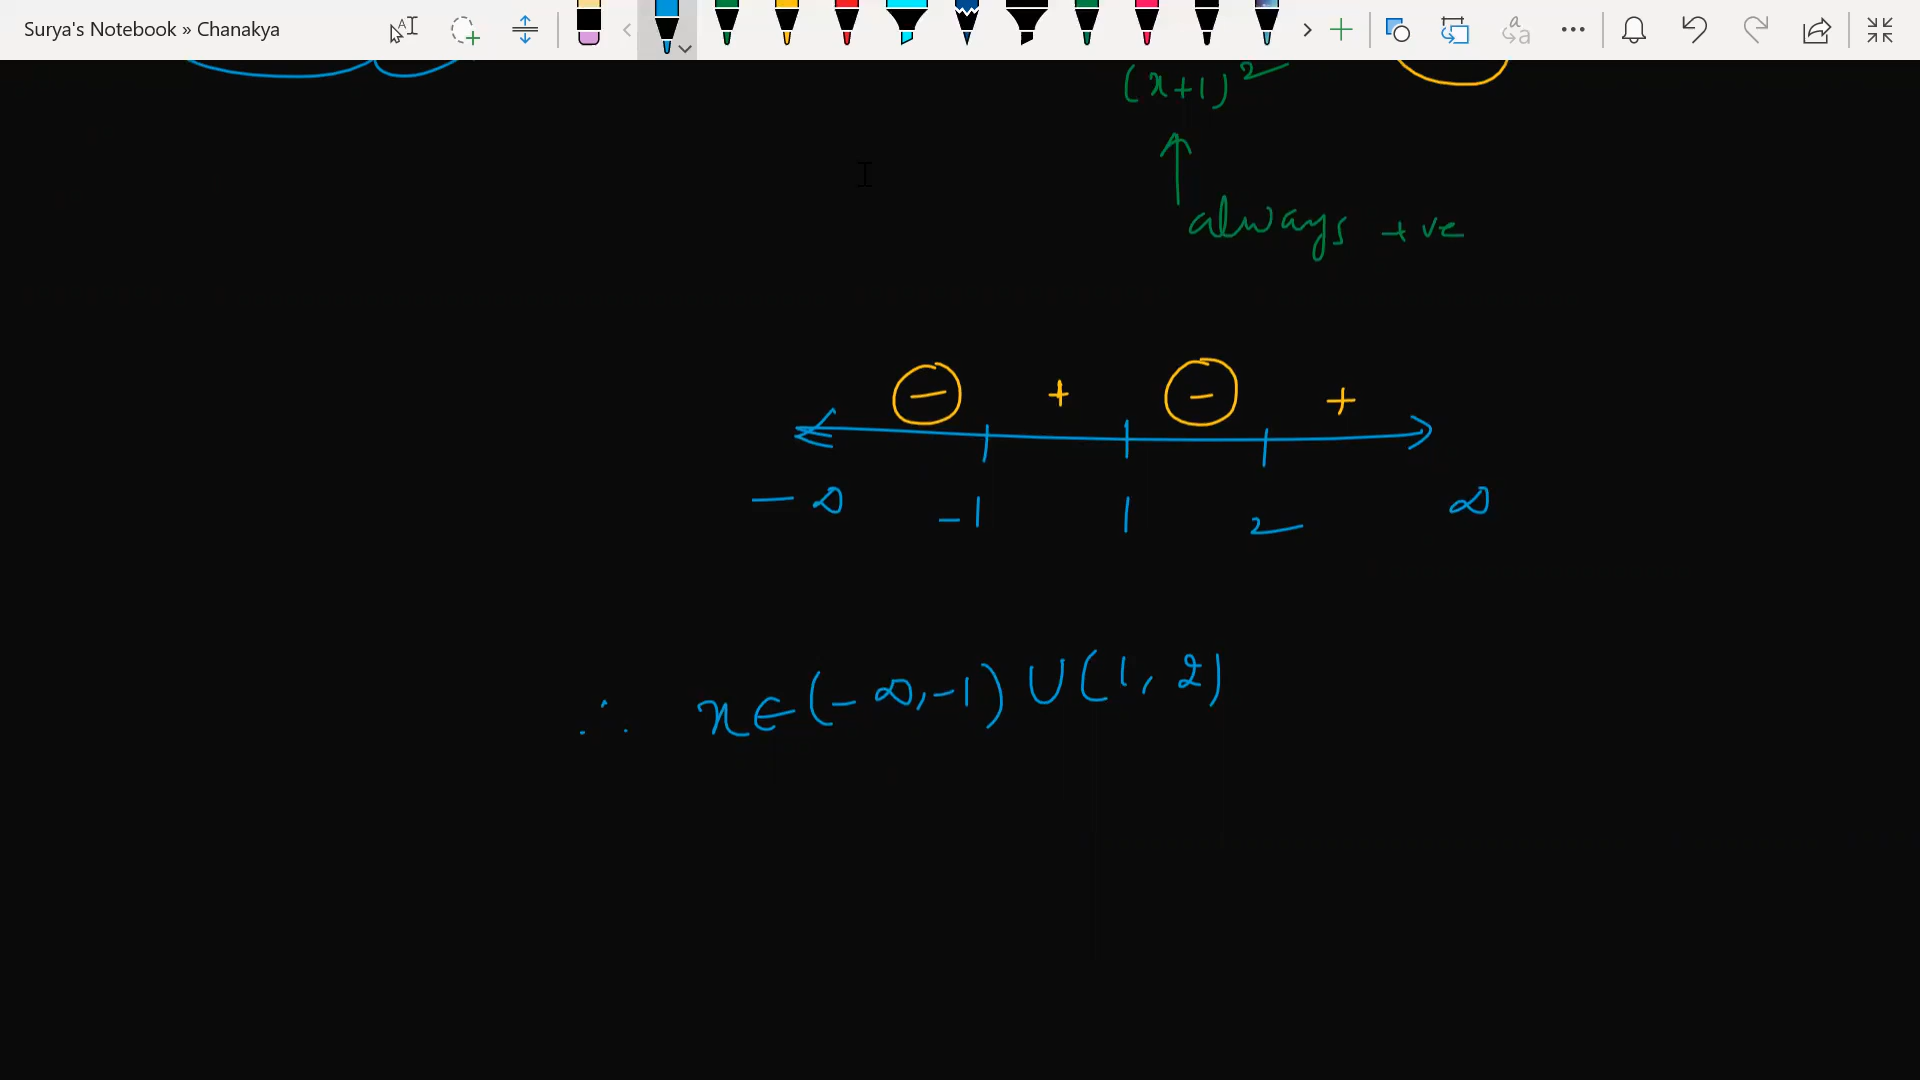 Surya's Notebook » Chanakya
(x+1)²
always +ve
- + - +
-∞ -1 1 2 ∞
∴ x∈(-∞,-1)∪(1,2)